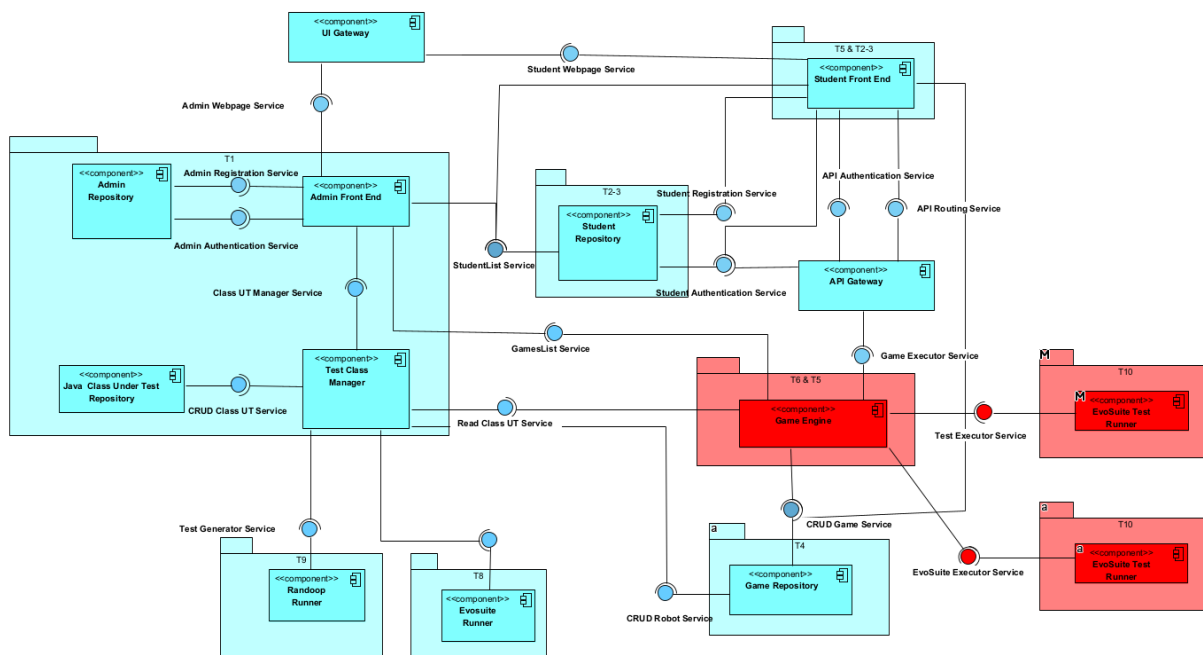 <<component>>
UI Gateway
Student Webpage Service
T5 & T2-3
<<component>>
Student Front End
Admin Webpage Service
T1
<<component>>
Admin
Repository
Admin Registration Service
<<component>>
Admin Front End
Admin Authentication Service
T2-3
<<component>>
Student
Repository
Student Registration Service
StudentList Service
Student Authentication Service
API Authentication Service
API Routing Service
<<component>>
API Gateway
Class UT Manager Service
GamesList Service
Game Executor Service
<<component>>
Test Class
Manager
<<component>>
Java Class Under Test
Repository
CRUD Class UT Service
Read Class UT Service
T6 & T5
<<component>>
Game Engine
M
T10
M
<<component>>
EvoSuite Test
Runner
Test Executor Service
a
T10
a
<<component>>
EvoSuite Test
Runner
EvoSuite Executor Service
Test Generator Service
T9
<<component>>
Randoop
Runner
T8
<<component>>
Evosuite
Runner
CRUD Game Service
a
T4
<<component>>
Game Repository
CRUD Robot Service